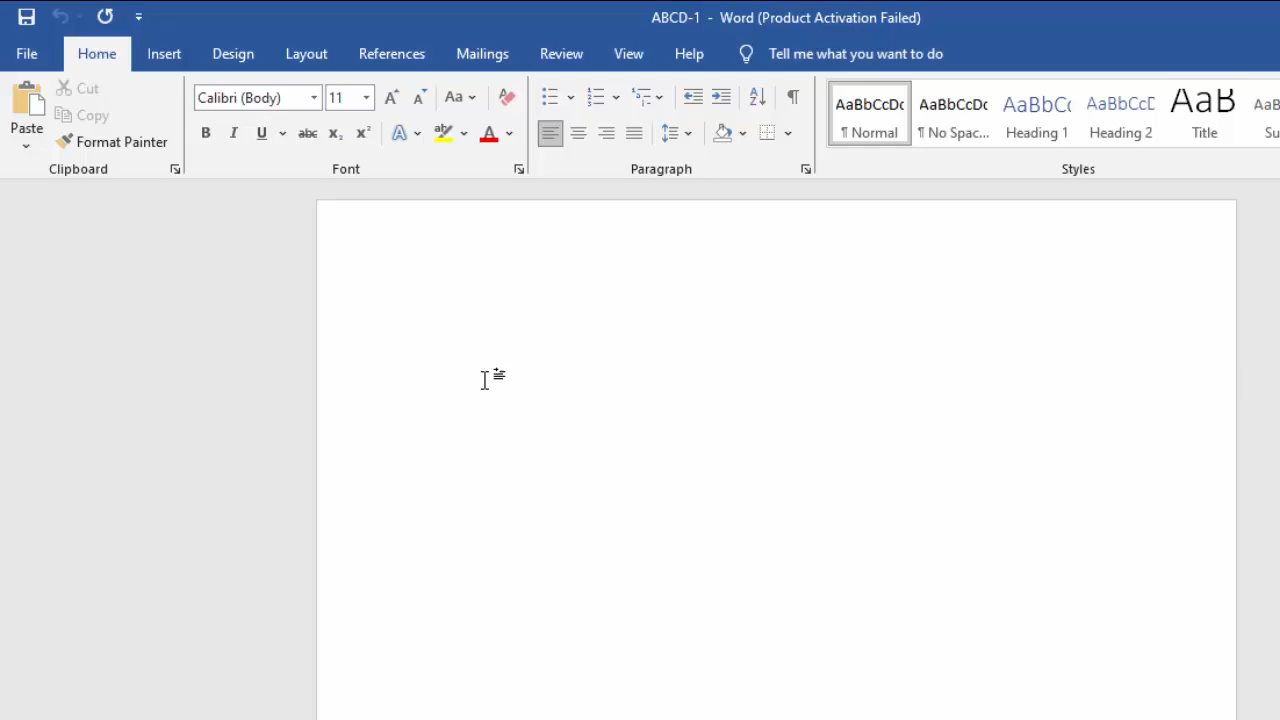 ABCD-1 - Word (Product Activation Failed)
File Home Insert Design Layout References Mailings Review View Help Tell me what you want to do
Paste
Cut
Copy
Format Painter
Clipboard
Calibri (Body) 11
Aa
B I U abc x₂ x² A ab A
Font
Paragraph
AaBbCcDc AaBbCcDc AaBbC AaBbCcD AaB
¶ Normal ¶ No Spac... Heading 1 Heading 2 Title
Styles